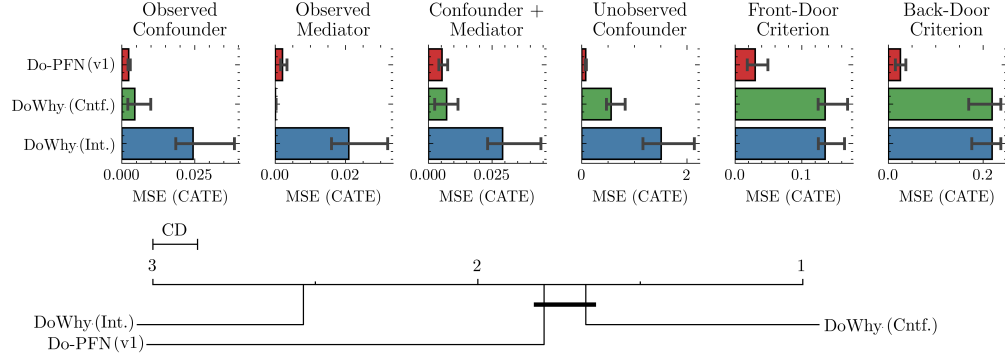 Observed Confounder
Observed Mediator
Confounder + Mediator
Unobserved Confounder
Front-Door Criterion
Back-Door Criterion
Do-PFN (v1)
DoWhy (Cntf.)
DoWhy (Int.)
0.000 0.025
0.00 0.02
0.000 0.025
0 2
0.0 0.1
0.0 0.2
MSE (CATE)
MSE (CATE)
MSE (CATE)
MSE (CATE)
MSE (CATE)
MSE (CATE)
CD
3 2 1
DoWhy (Int.)
DoWhy (Cntf.)
Do-PFN (v1)